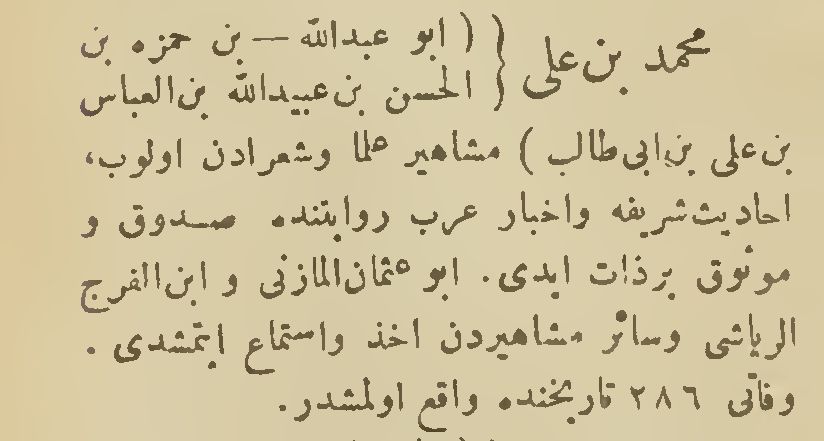 محمد بن علی { ( ابو عبدالله — بن حمزه بن
الحسن بن عبیدالله بن العباس
بن علی بن ابی طالب ) مشاهیر علما وشعرادن اولوب،
احادیث شریفه واخبار عرب روایتنده صدوق و
موثوق برذات ایدی. ابو عثمان المازنی و ابن الفرج
الریاشی وسائر مشاهیردن اخذ واستماع ایتمشدی .
وفاتی ٢٨٦ تاریخنده واقع اولمشدر.